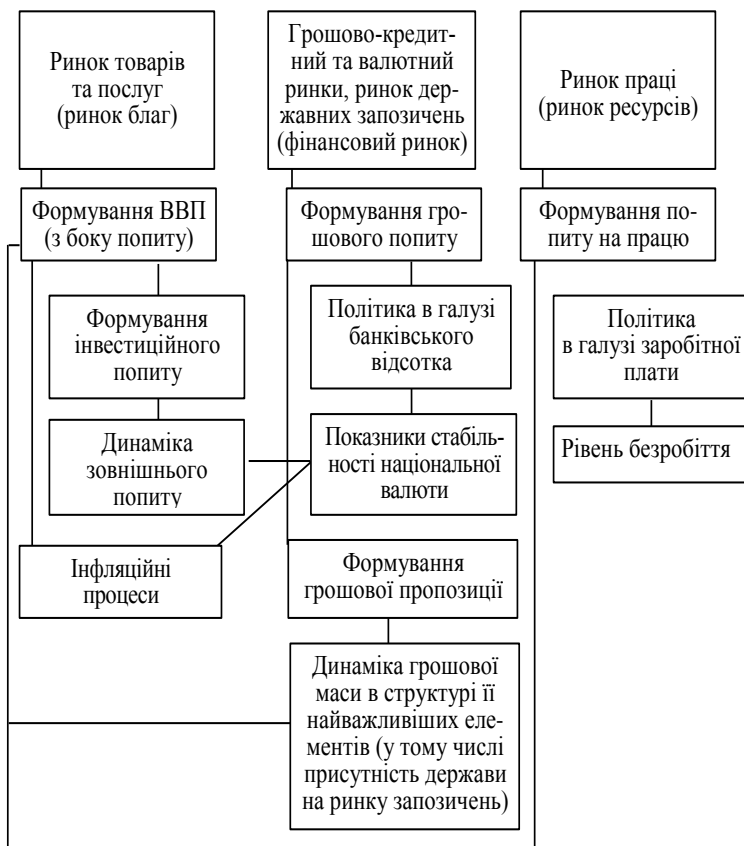 Ринок товарів
та послуг
(ринок благ)
Грошово-кредит-
ний та валютний
ринки, ринок дер-
жавних запозичень
(фінансовий ринок)
Ринок праці
(ринок ресурсів)
Формування ВВП
(з боку попиту)
Формування гро-
шового попиту
Формування по-
питу на працю
Формування
інвестиційного
попиту
Політика в галузі
банківського
відсотка
Політика
в галузі заробітної
плати
Динаміка
зовнішнього
попиту
Показники стабіль-
ності національної
валюти
Рівень безробіття
Інфляційні
процеси
Формування
грошової пропозиції
Динаміка грошової
маси в структурі її
найважливіших еле-
ментів (у тому числі
присутність держави
на ринку запозичень)